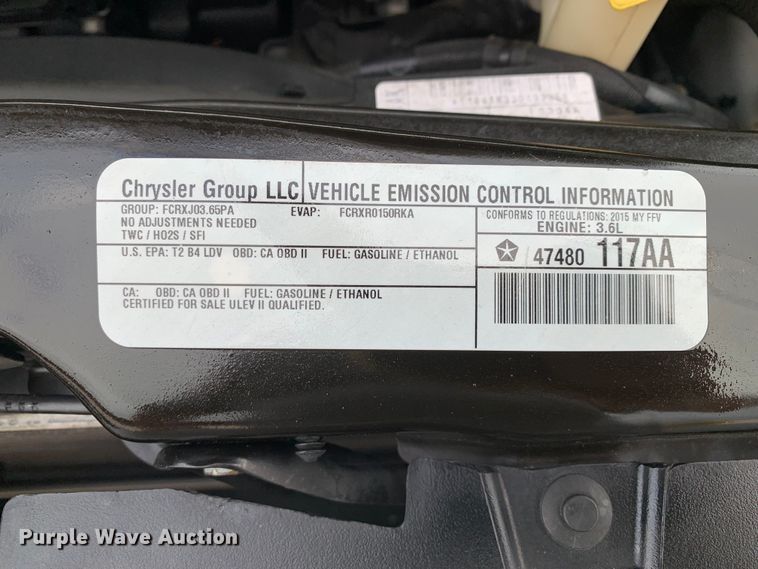 Chrysler Group LLC VEHICLE EMISSION CONTROL INFORMATION
GROUP: FCRXJ03.65PA EVAP: FCRXR0150RKA
NO ADJUSTMENTS NEEDED
TWC / HO2S / SFI
CONFORMS TO REGULATIONS: 2015 MY FFV
ENGINE: 3.6L
U.S. EPA: T2 B4 LDV OBD: CA OBD II FUEL: GASOLINE / ETHANOL
47480 117AA
CA: OBD: CA OBD II FUEL: GASOLINE / ETHANOL
CERTIFIED FOR SALE ULEV II QUALIFIED.
Purple Wave Auction